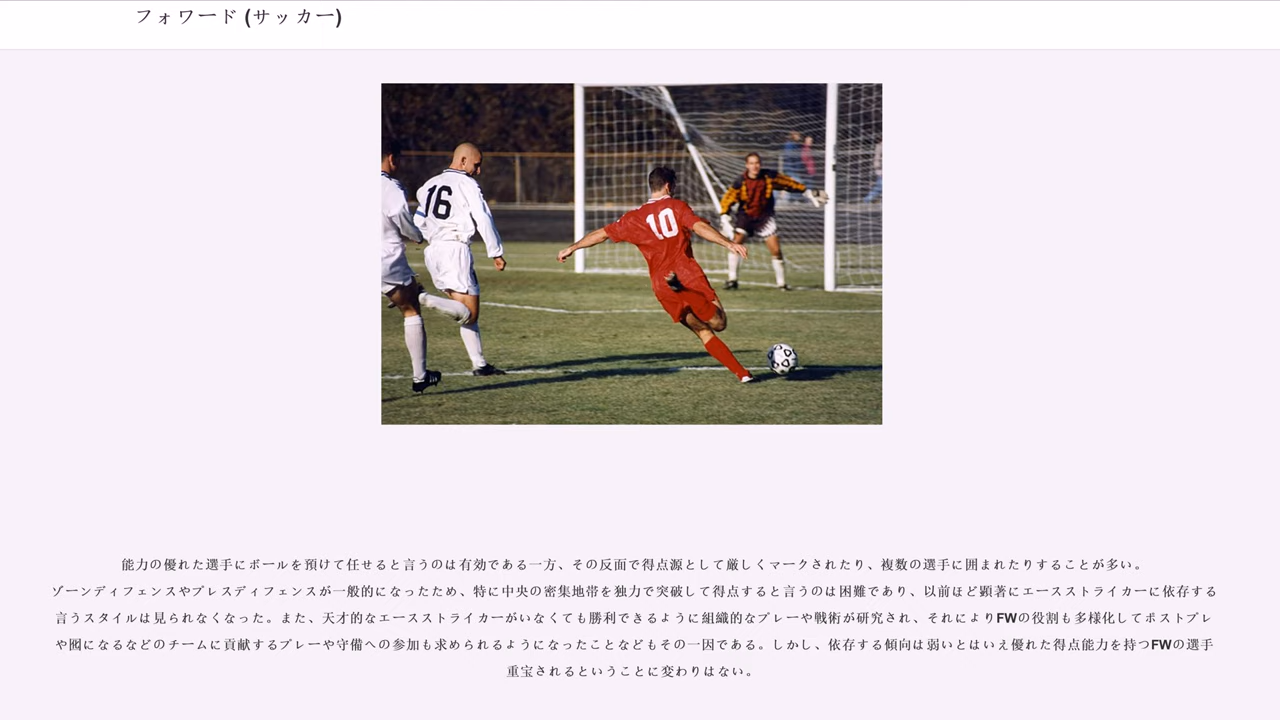 フォワード (サッカー)
16
10
能力の優れた選手にボールを預けて任せると言うのは有効である一方、その反面で得点源として厳しくマークされたり、複数の選手に囲まれたりすることが多い。
ゾーンディフェンスやプレスディフェンスが一般的になったため、特に中央の密集地帯を独力で突破して得点すると言うのは困難であり、以前ほど顕著にエースストライカーに依存する
言うスタイルは見られなくなった。また、天才的なエースストライカーがいなくても勝利できるように組織的なプレーや戦術が研究され、それによりFWの役割も多様化してポストプレ
や囮になるなどのチームに貢献するプレーや守備への参加も求められるようになったことなどもその一因である。しかし、依存する傾向は弱いとはいえ優れた得点能力を持つFWの選手
重宝されるということに変わりはない。